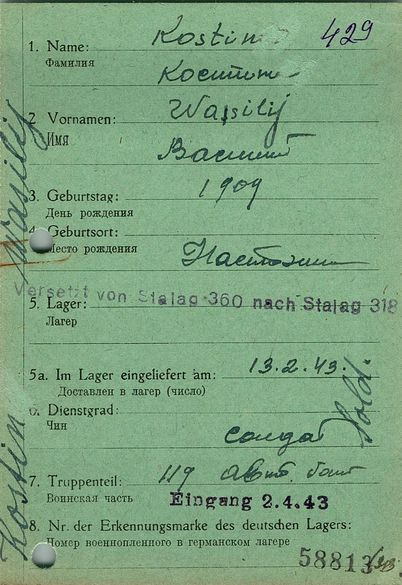 429
1. Name: Kostin
Фамилия Костин
2 Vornamen: Wassilij
Имя
3. Geburtstag: 1909
День рождения
4. Geburtsort:
Место рождения
Versetzt von Stalag 360 nach Stalag 318
5. Lager:
Лагерь
5a. Im Lager eingeliefert am: 13.2.43.
Доставлен в лагерь (число)
6. Dienstgrad: Sold.
Чин солдат
7. Truppenteil: 119
Воинская часть Eingang 2.4.43
8. Nr. der Erkennungsmarke des deutschen Lagers:
Номер военнопленного в германском лагере
58813
Wasilij
Kostin